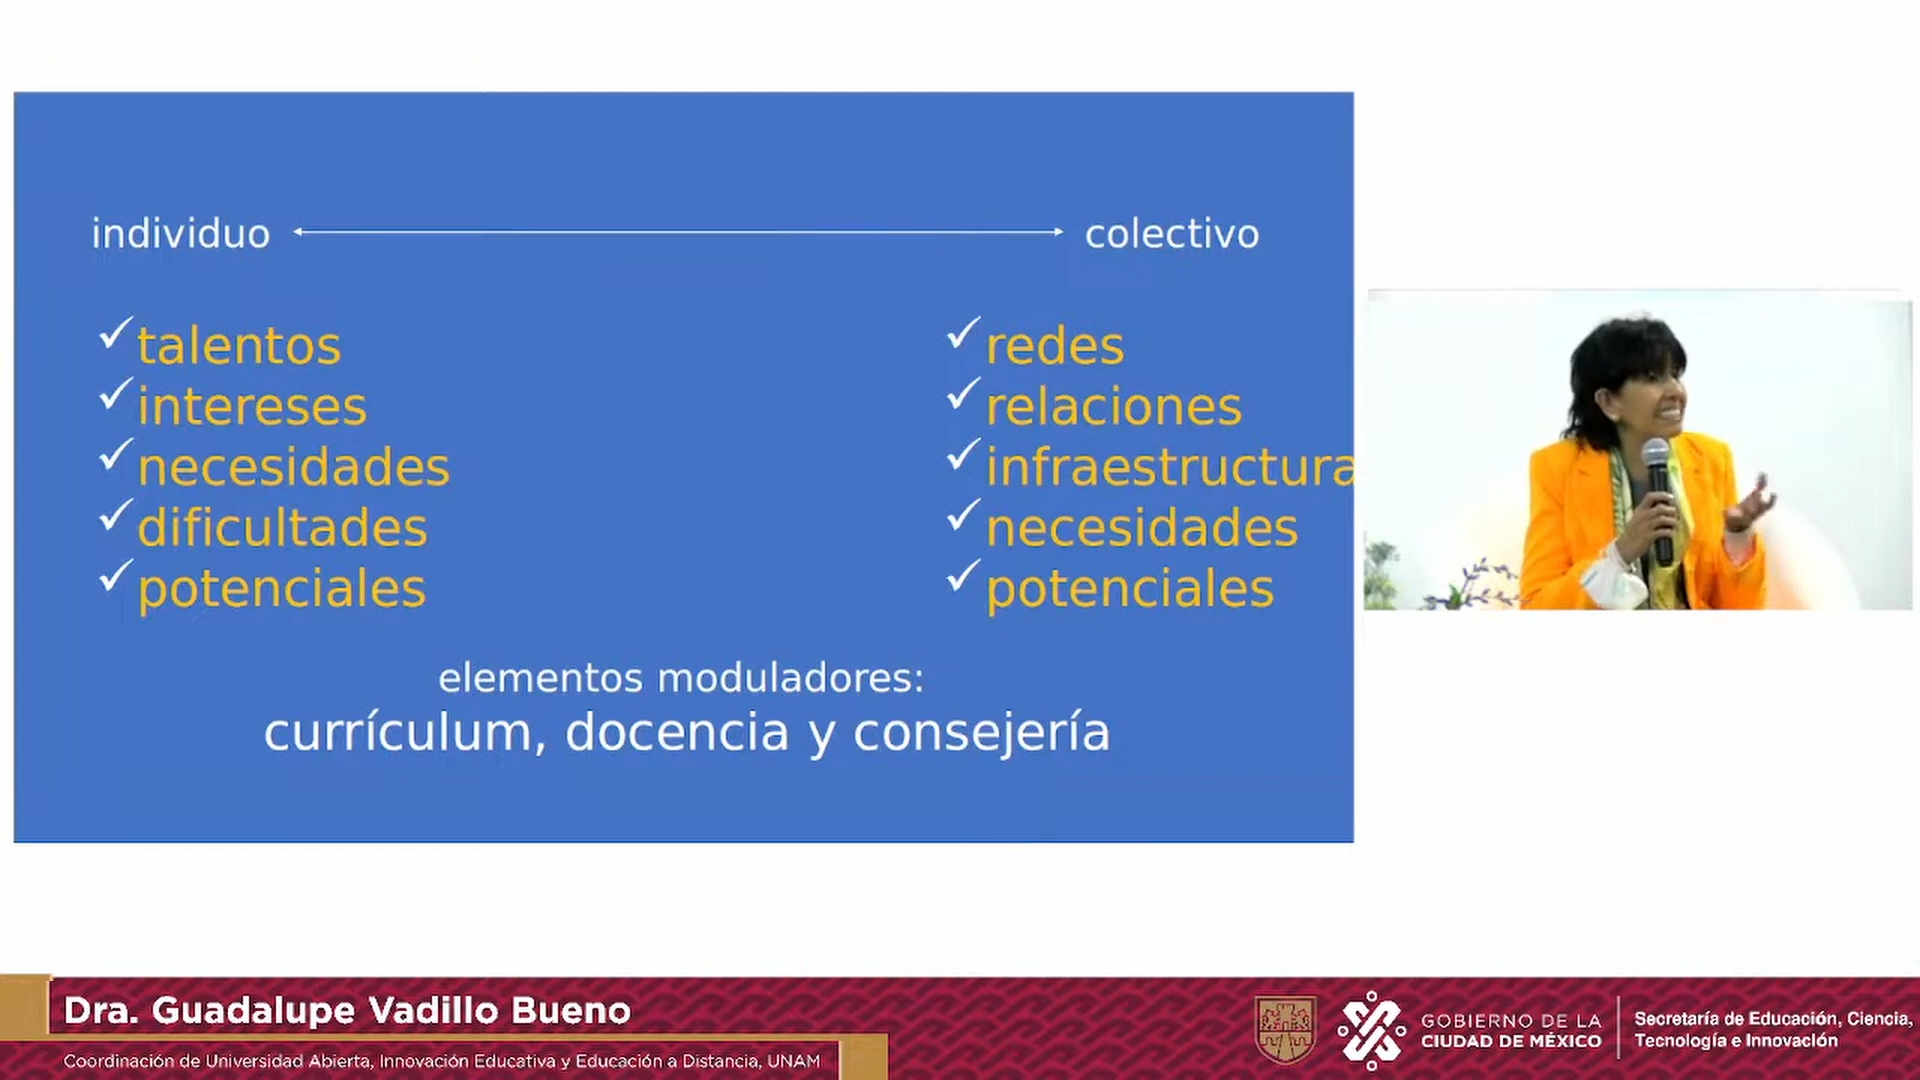 individuo
colectivo
talentos
intereses
necesidades
dificultades
potenciales
redes
relaciones
infraestructura
necesidades
potenciales
elementos moduladores:
currículum, docencia y consejería
Dra. Guadalupe Vadillo Bueno
Coordinación de Universidad Abierta, Innovación Educativa y Educación a Distancia, UNAM
GOBIERNO DE LA
CIUDAD DE MÉXICO
Secretaría de Educación, Ciencia,
Tecnología e Innovación